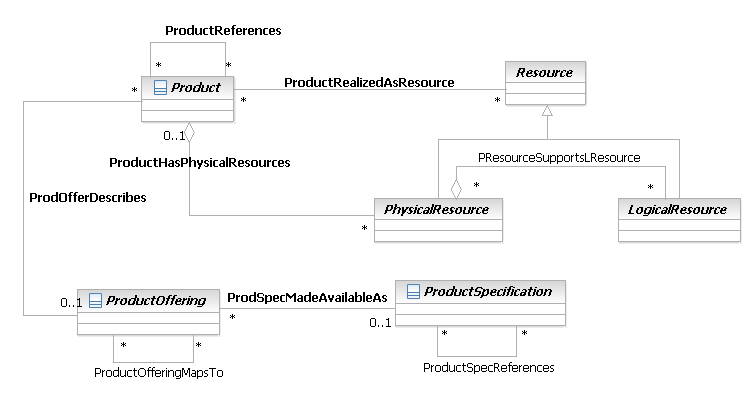 ProductReferences
*
*
Product
ProductRealizedAsResource
Resource
*
*
*
0..1
ProductHasPhysicalResources
PResourceSupportsLResource
*
*
ProdOfferDescribes
PhysicalResource
LogicalResource
*
ProductOffering
ProdSpecMadeAvailableAs
ProductSpecification
0..1
*
0..1
*
*
*
*
ProductOfferingMapsTo
ProductSpecReferences